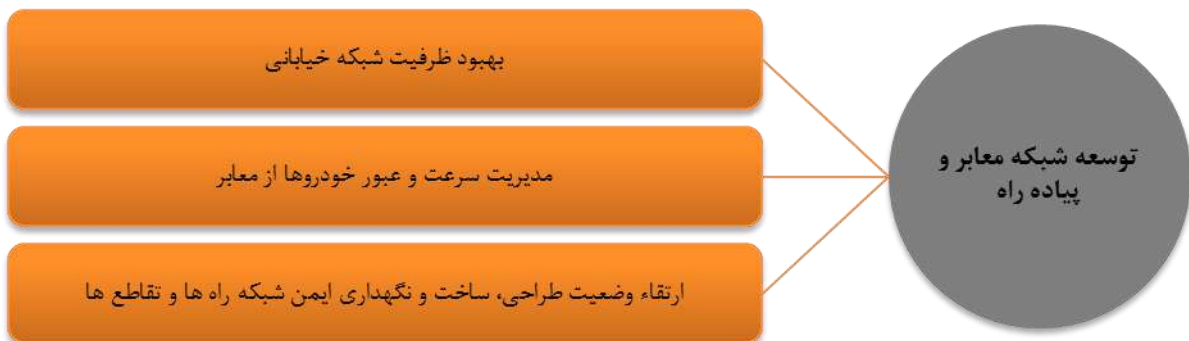 توسعه شبکه معابر و
پیاده راه
بهبود ظرفیت شبکه خیابانی
مدیریت سرعت و عبور خودروها از معابر
ارتقاء وضعیت طراحی، ساخت و نگهداری ایمن شبکه راه ها و تقاطع ها